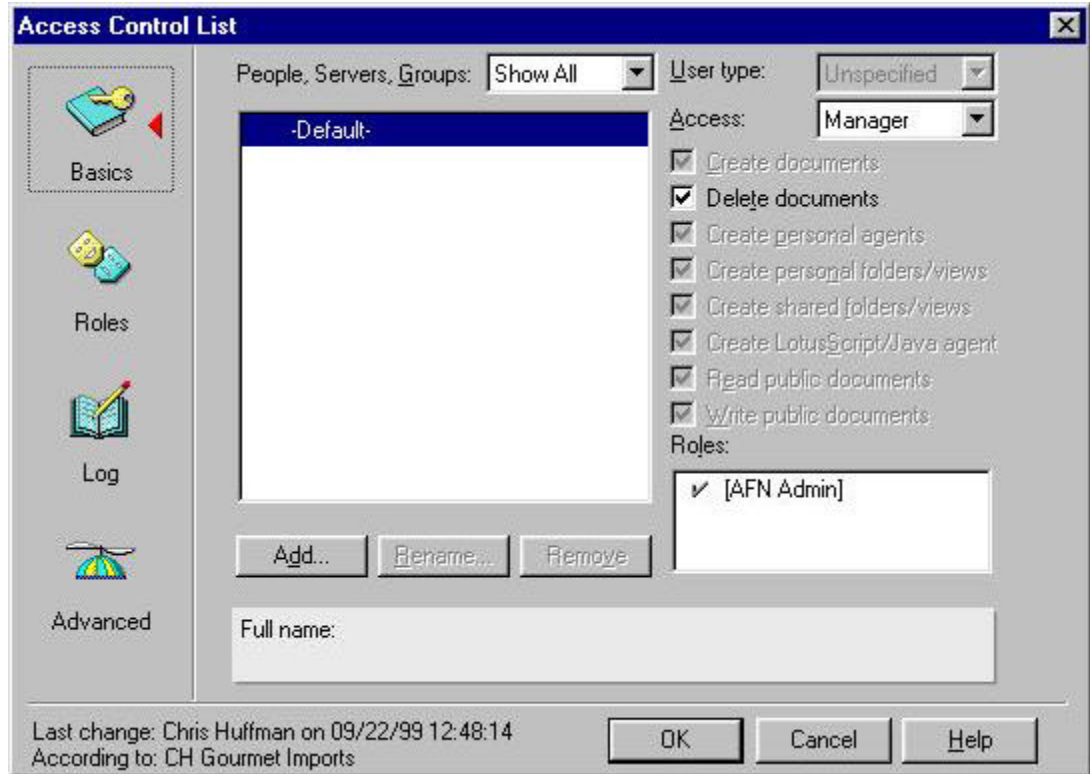 Access Control List
Basics
Roles
Log
Advanced
People, Servers, Groups: Show All
-Default-
Add... Rename... Remove
Full name:
User type: Unspecified
Access: Manager
Create documents
Delete documents
Create personal agents
Create personal folders/views
Create shared folders/views
Create LotusScript/Java agent
Read public documents
Write public documents
Roles:
[AFN Admin]
Last change: Chris Huffman on 09/22/99 12:48:14
According to: CH Gourmet Imports
OK Cancel Help